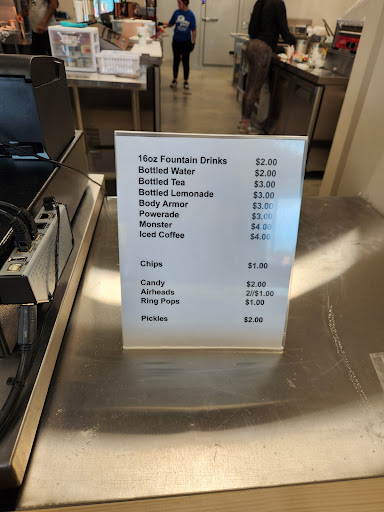 16oz Fountain Drinks $2.00
Bottled Water $2.00
Bottled Tea $3.00
Bottled Lemonade $3.00
Body Armor $3.00
Powerade $3.00
Monster $4.00
Iced Coffee $4.00
Chips $1.00
Candy $2.00
Airheads 2//$1.00
Ring Pops $1.00
Pickles $2.00